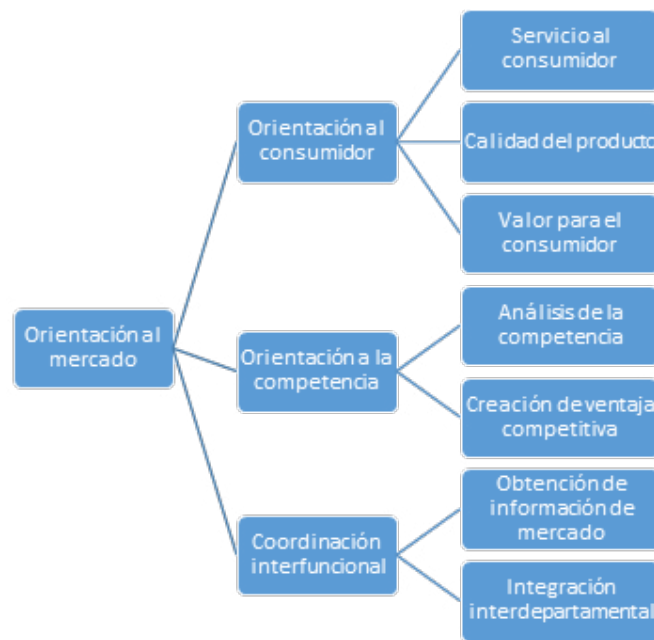 Orientación al
mercado
Orientación al
consumidor
Servicio al
consumidor
Calidad del producto
Valor para el
consumidor
Orientación a la
competencia
Análisis de la
competencia
Creación de ventaja
competitiva
Coordinación
interfuncional
Obtención de
información de
mercado
Integración
interdepartamental